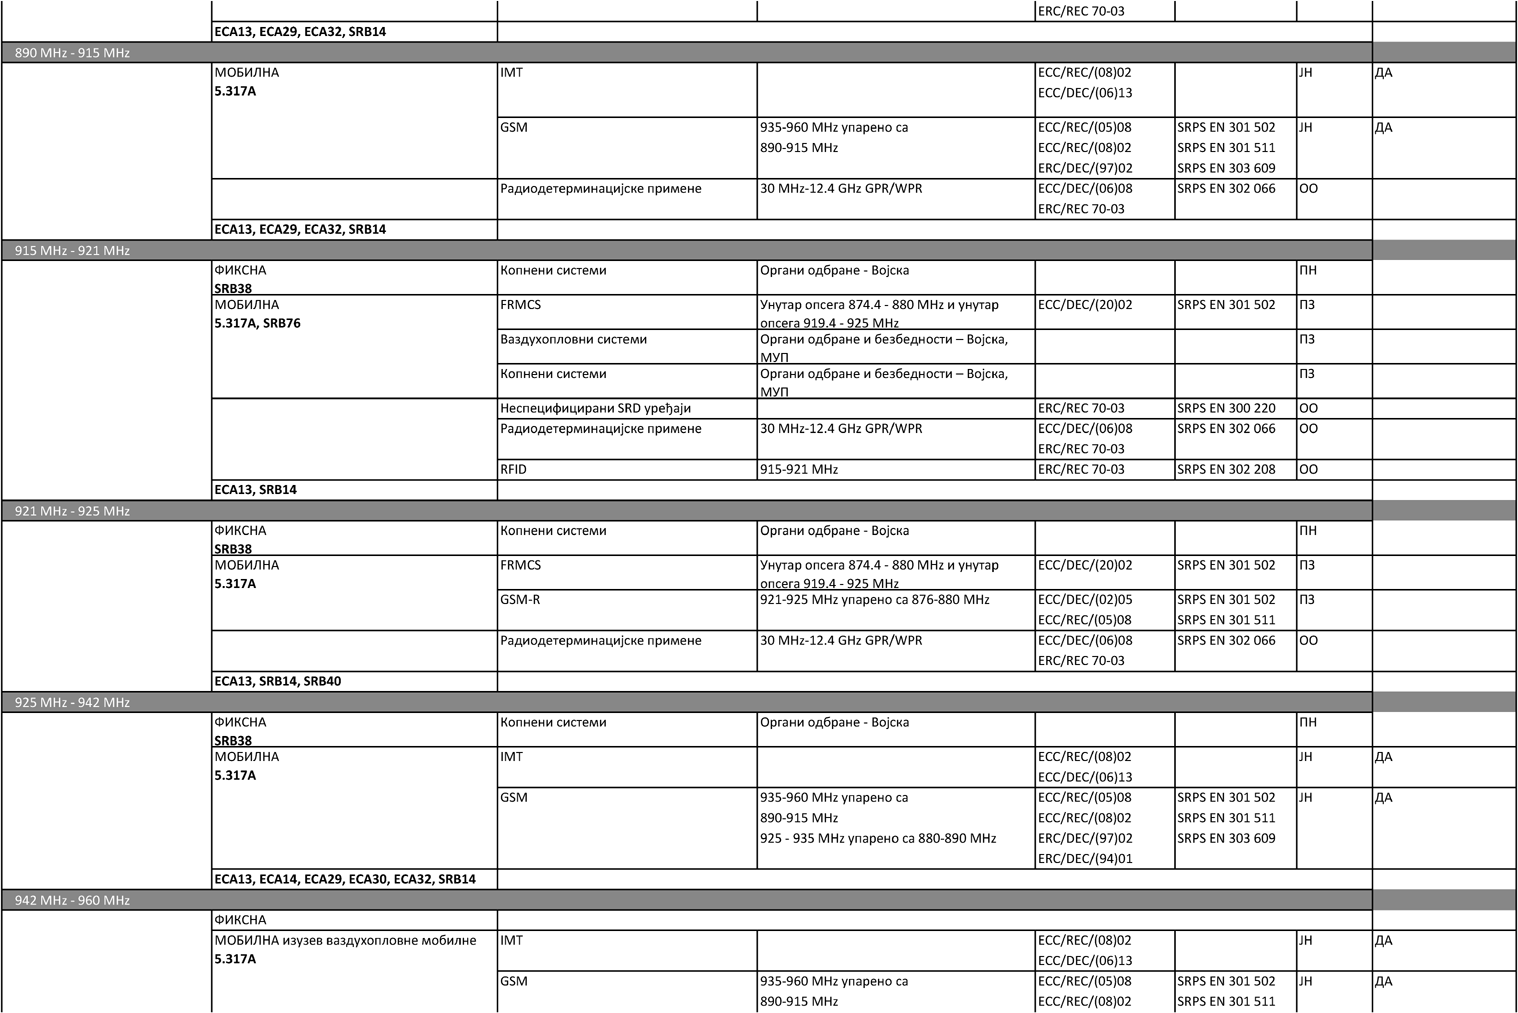 ERC/REC 70-03
ECA13, ECA29, ECA32, SRB14
890 MHz - 915 MHz
МОБИЛНА IMT ECC/REC/(08)02 ЈН ДА
5.317A ECC/DEC/(06)13
GSM 935-960 MHz упарено са ECC/REC/(05)08 SRPS EN 301 502 ЈН ДА
890-915 MHz ECC/REC/(08)02 SRPS EN 301 511
ERC/DEC/(97)02 SRPS EN 303 609
Радиодетерминацијске примене 30 MHz-12.4 GHz GPR/WPR ECC/DEC/(06)08 SRPS EN 302 066 ОО
ERC/REC 70-03
ECA13, ECA29, ECA32, SRB14
915 MHz - 921 MHz
ФИКСНА Копнени системи Органи одбране - Војска ПН
SRB38
МОБИЛНА FRMCS Унутар опсега 874.4 - 880 MHz и унутар ECC/DEC/(20)02 SRPS EN 301 502 ПЗ
5.317A, SRB76 опсега 919.4 - 925 MHz
Ваздухопловни системи Органи одбране и безбедности – Војска, ПЗ
МУП
Копнени системи Органи одбране и безбедности – Војска, ПЗ
МУП
Неспецифицирани SRD уређаји ERC/REC 70-03 SRPS EN 300 220 ОО
Радиодетерминацијске примене 30 MHz-12.4 GHz GPR/WPR ECC/DEC/(06)08 SRPS EN 302 066 ОО
ERC/REC 70-03
RFID 915-921 MHz ERC/REC 70-03 SRPS EN 302 208 ОО
ECA13, SRB14
921 MHz - 925 MHz
ФИКСНА Копнени системи Органи одбране - Војска ПН
SRB38
МОБИЛНА FRMCS Унутар опсега 874.4 - 880 MHz и унутар ECC/DEC/(20)02 SRPS EN 301 502 ПЗ
5.317A опсега 919.4 - 925 MHz
GSM-R 921-925 MHz упарено са 876-880 MHz ECC/DEC/(02)05 SRPS EN 301 502 ПЗ
ECC/REC/(05)08 SRPS EN 301 511
Радиодетерминацијске примене 30 MHz-12.4 GHz GPR/WPR ECC/DEC/(06)08 SRPS EN 302 066 ОО
ERC/REC 70-03
ECA13, SRB14, SRB40
925 MHz - 942 MHz
ФИКСНА Копнени системи Органи одбране - Војска ПН
SRB38
МОБИЛНА IMT ECC/REC/(08)02 ЈН ДА
5.317A ECC/DEC/(06)13
GSM 935-960 MHz упарено са ECC/REC/(05)08 SRPS EN 301 502 ЈН ДА
890-915 MHz ECC/REC/(08)02 SRPS EN 301 511
925 - 935 MHz упарено са 880-890 MHz ERC/DEC/(97)02 SRPS EN 303 609
ERC/DEC/(94)01
ECA13, ECA14, ECA29, ECA30, ECA32, SRB14
942 MHz - 960 MHz
ФИКСНА
МОБИЛНА изузев ваздухопловне мобилне IMT ECC/REC/(08)02 ЈН ДА
5.317A ECC/DEC/(06)13
GSM 935-960 MHz упарено са ECC/REC/(05)08 SRPS EN 301 502 ЈН ДА
890-915 MHz ECC/REC/(08)02 SRPS EN 301 511